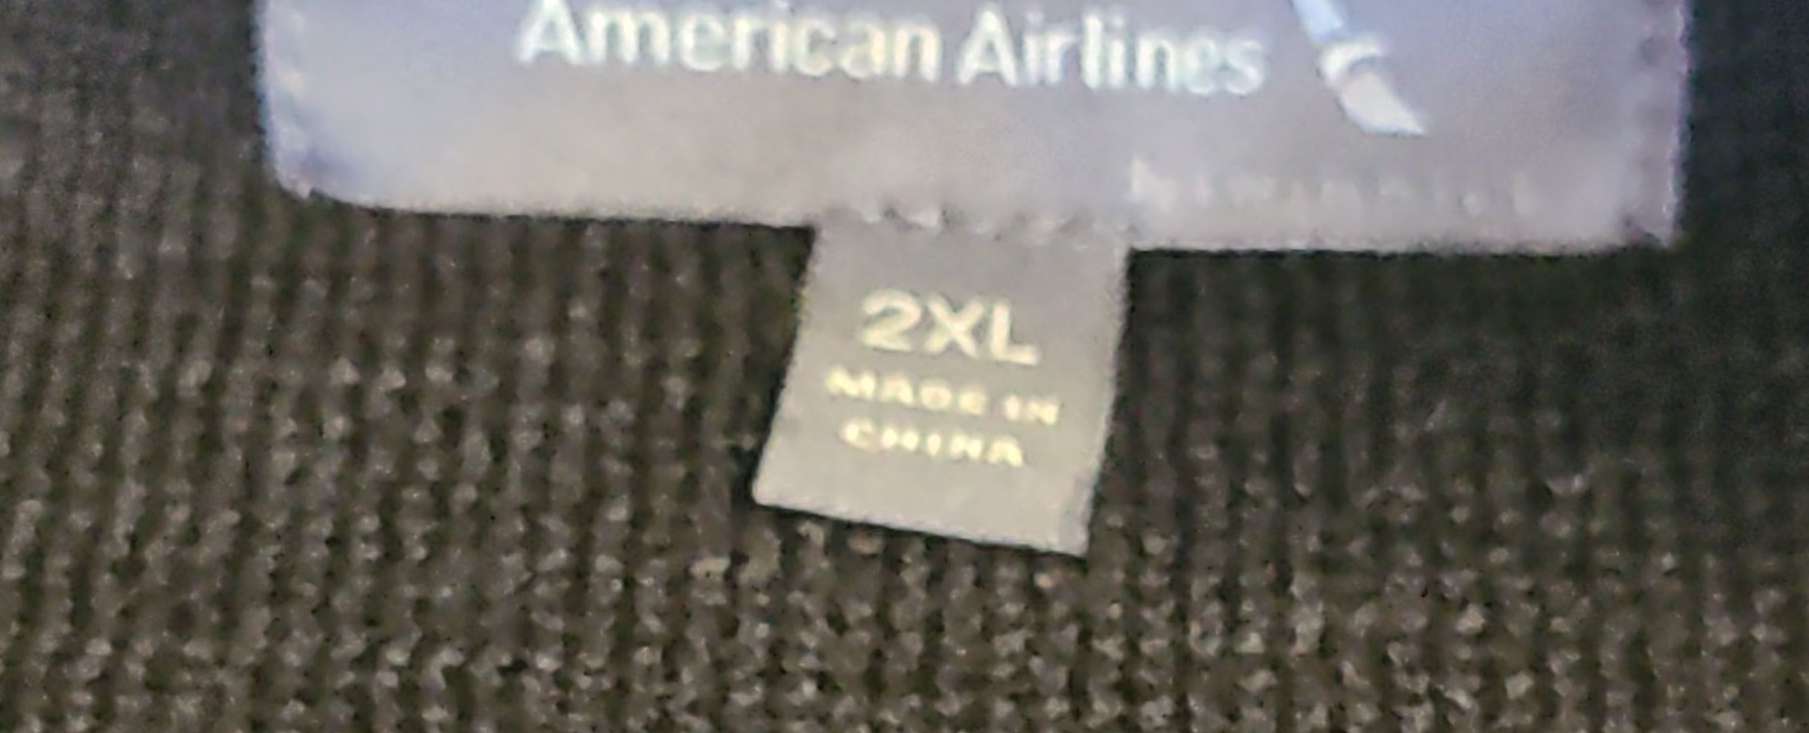 American Airlines
2XL
MADE IN
CHINA